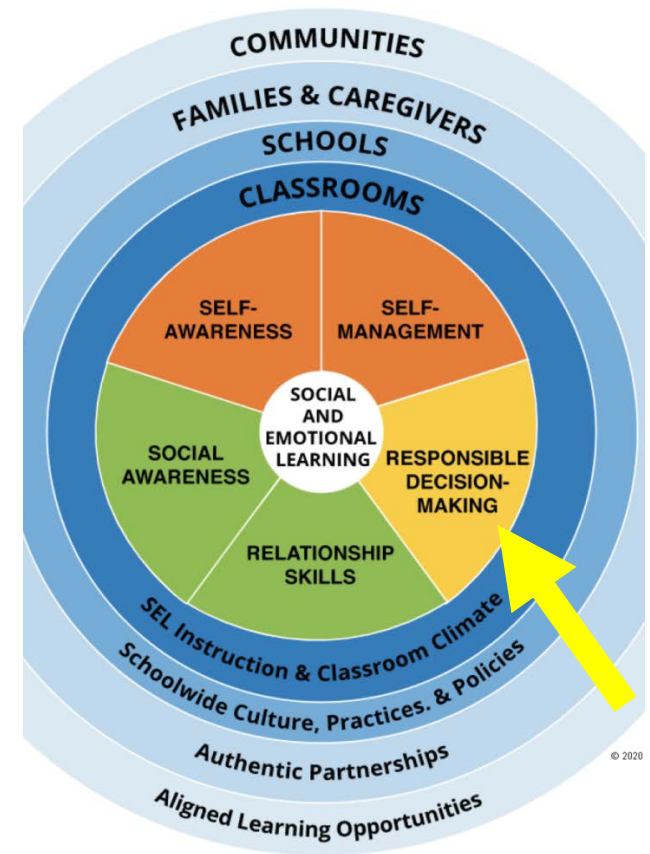 COMMUNITIES
FAMILIES & CAREGIVERS
SCHOOLS
CLASSROOMS
SELF-
AWARENESS
SELF-
MANAGEMENT
SOCIAL
AND
EMOTIONAL
LEARNING
SOCIAL
AWARENESS
RESPONSIBLE
DECISION-
MAKING
RELATIONSHIP
SKILLS
SEL Instruction & Classroom Climate
Schoolwide Culture, Practices. & Policies
Authentic Partnerships
Aligned Learning Opportunities
© 2020